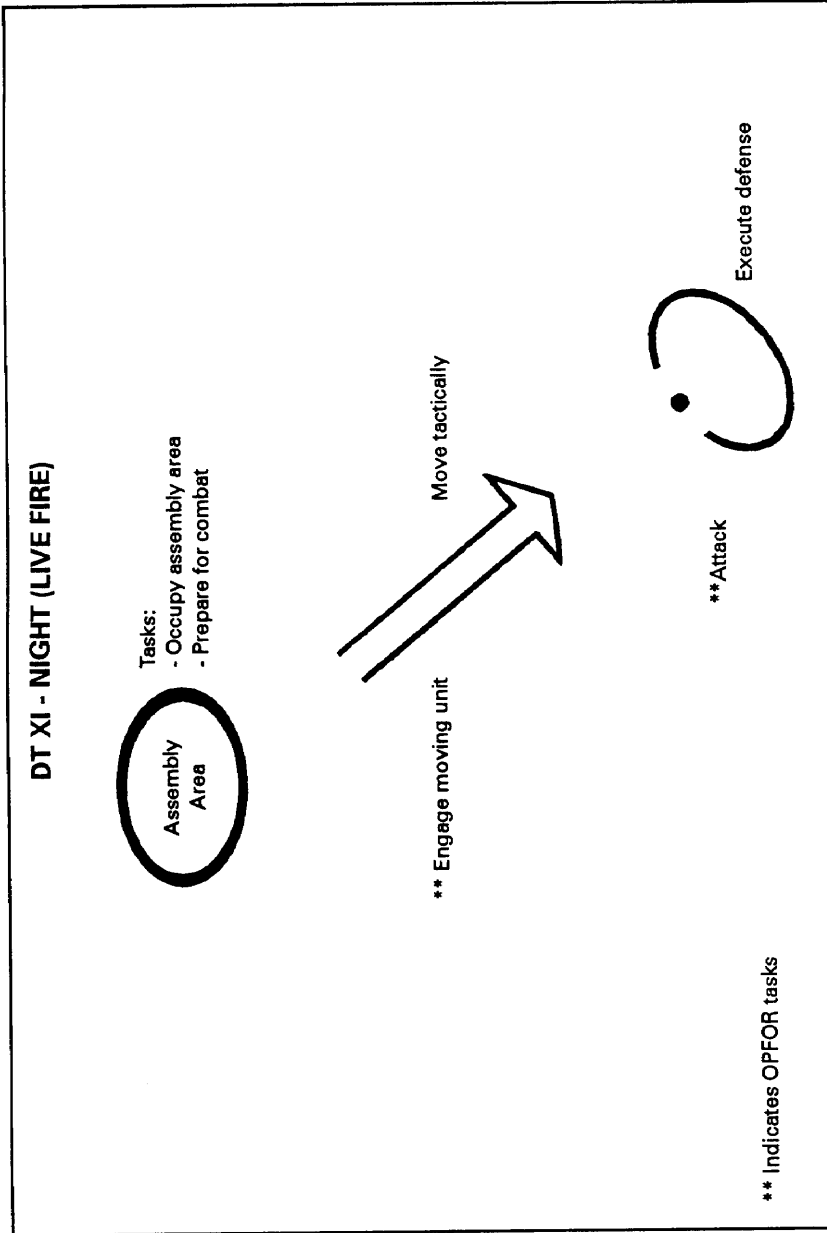 DT XI - NIGHT (LIVE FIRE)
Assembly
Area
Tasks:
- Occupy assembly area
- Prepare for combat
** Engage moving unit
Move tactically
**Attack
Execute defense
** Indicates OPFOR tasks